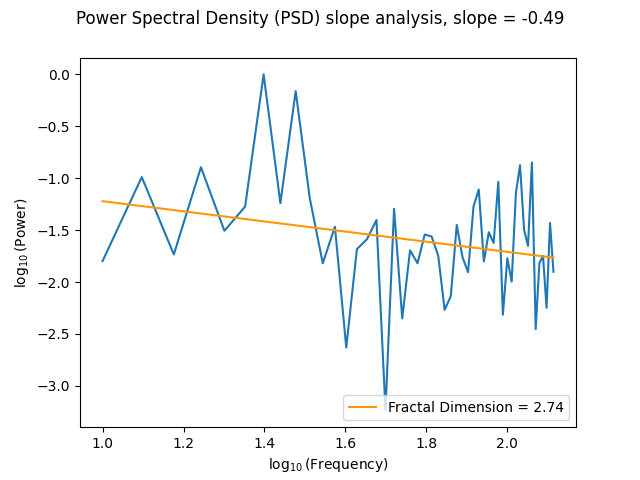 Power Spectral Density (PSD) slope analysis, slope = -0.49
0.0
−0.5
−1.0
−1.5
−2.0
−2.5
−3.0
log₁₀(Power)
Fractal Dimension = 2.74
1.0 1.2 1.4 1.6 1.8 2.0
log₁₀(Frequency)